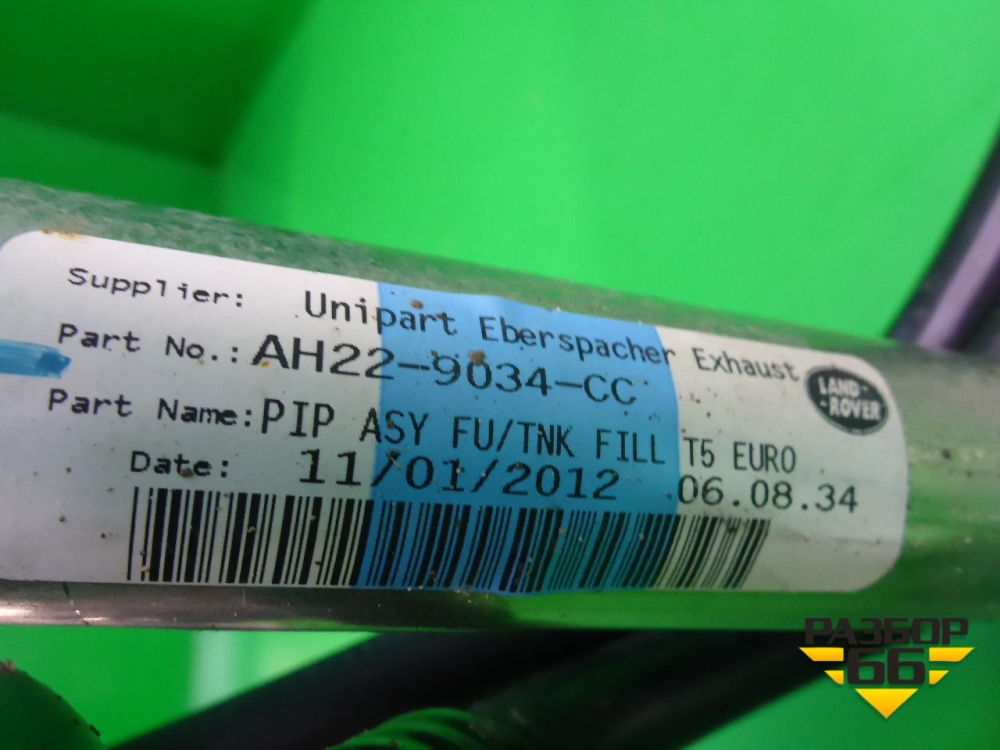 Supplier: Unipart Eberspacher Exhaust
Part No.: AH22-9034-CC
LAND-
-ROVER
Part Name: PIP ASY FU/TNK FILL T5 EURO
Date: 11/01/2012 06.08.34
РАЗБОР
66